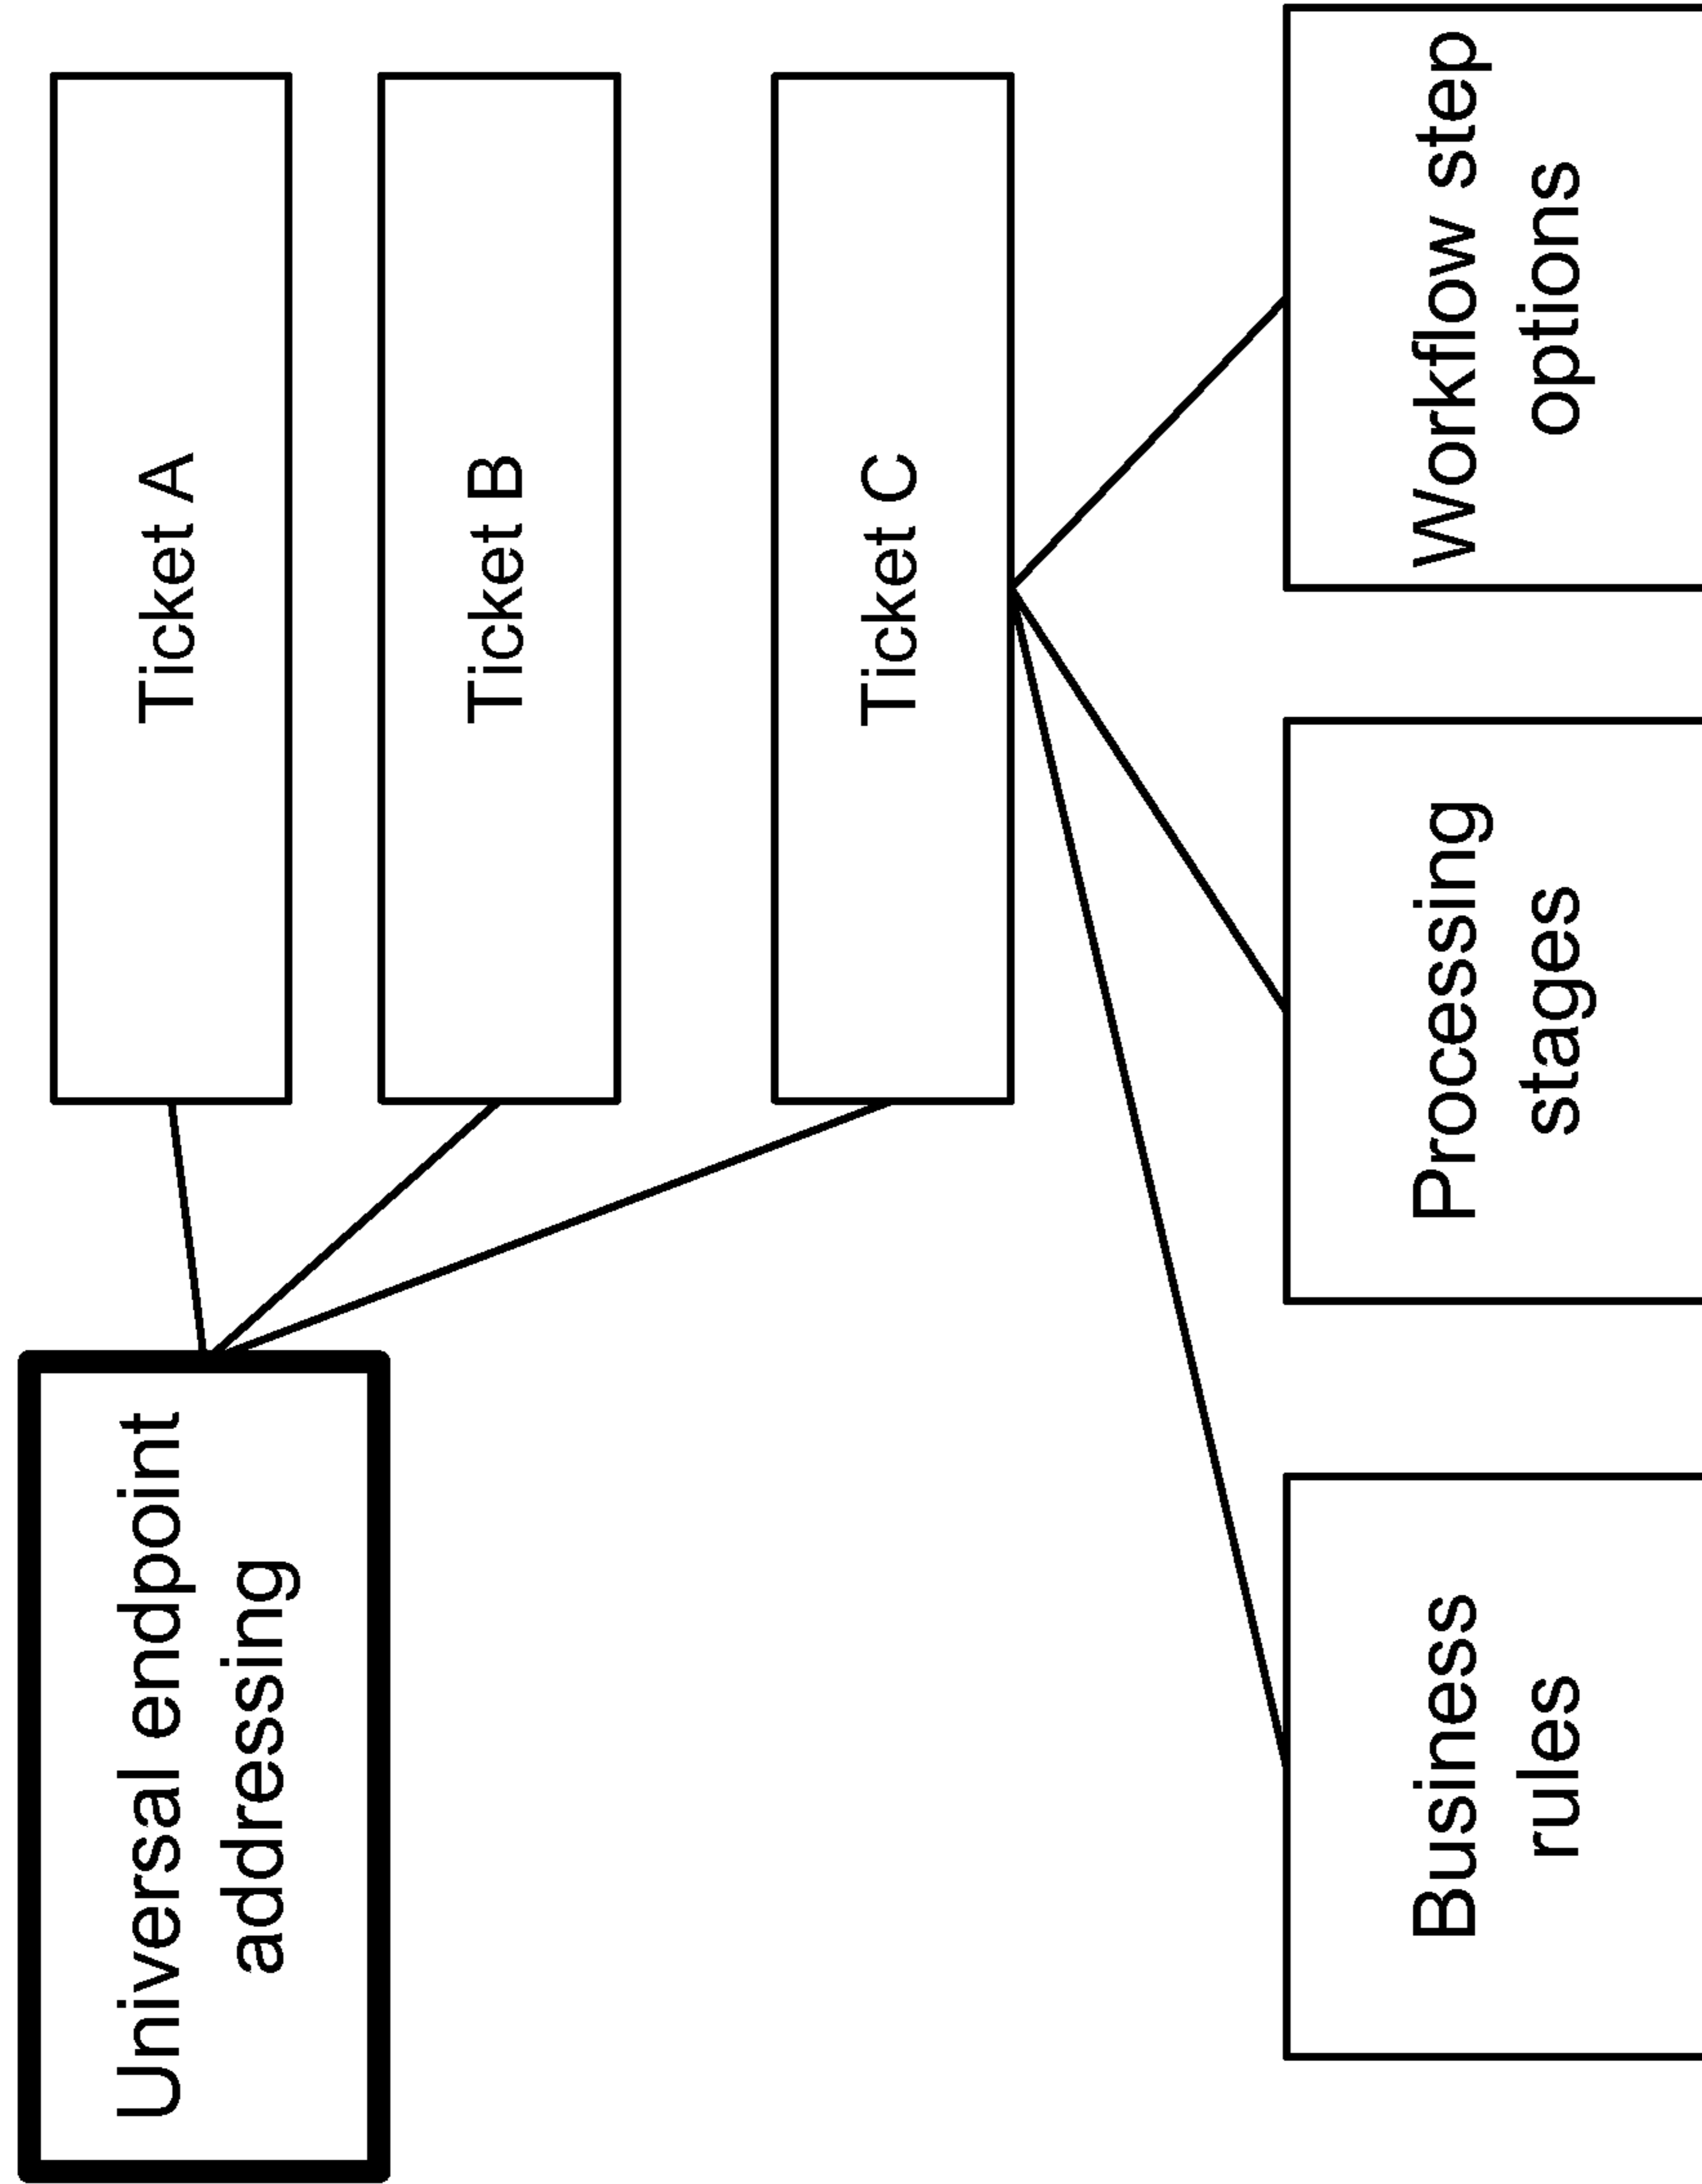 Universal endpoint
addressing
Ticket A
Ticket B
Ticket C
Business
rules
Processing
stages
Workflow step
options